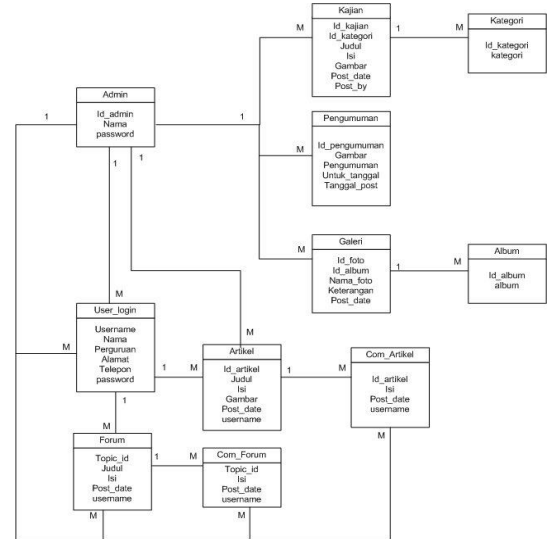 Kajian
Id_kajian
Id_kategori
Judul
Isi
Gambar
Post_date
Post_by
Kategori
Id_kategori
kategori
M
1
M
Admin
Id_admin
Nama
password
1
1
1
1
Pengumuman
Id_pengumuman
Gambar
Pengumuman
Untuk_tanggal
Tanggal_post
M
Galeri
Id_foto
Id_album
Nama_foto
Keterangan
Post_date
M
1
M
Album
Id_album
album
M
User_login
Username
Nama
Perguruan
Alamat
Telepon
password
M
1
M
1
M
Artikel
Id_artikel
Judul
Isi
Gambar
Post_date
username
1
M
Com_Artikel
Id_artikel
Isi
Post_date
username
M
M
Forum
Topic_id
Judul
Isi
Post_date
username
1
M
Com_Forum
Topic_id
Isi
Post_date
username
M
M